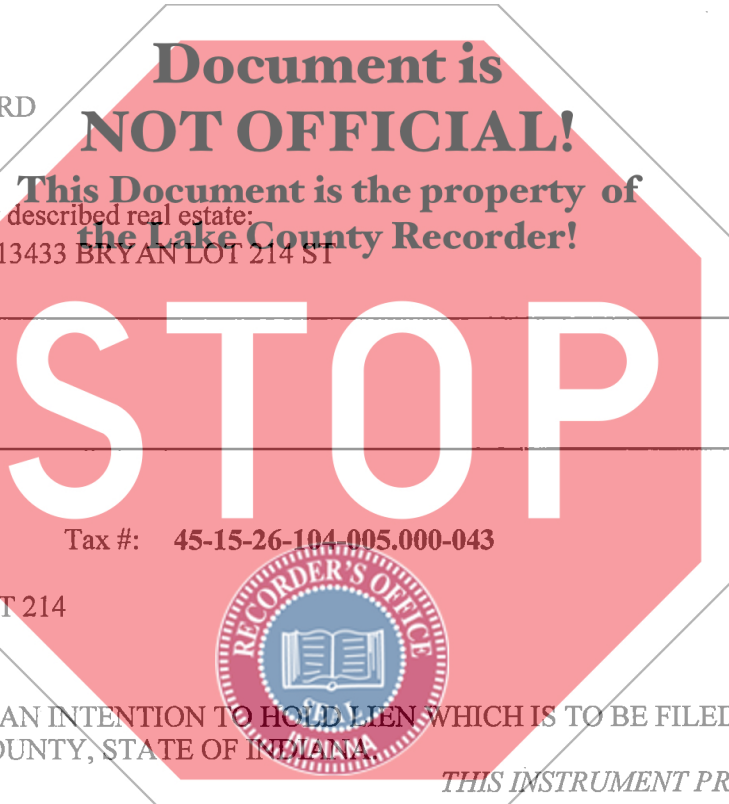 Document is
RD
NOT OFFICIAL!
This Document is the property of
described real estate:
the Lake County Recorder!
13433 BRYAN LOT 214 ST
STOP
Tax #: 45-15-26-104-005.000-043
RECORDER'S OFFICE
T 214
SEAL
AN INTENTION TO HOLD LIEN WHICH IS TO BE FILED
INDIANA
OUNTY, STATE OF INDIANA.
THIS INSTRUMENT PR